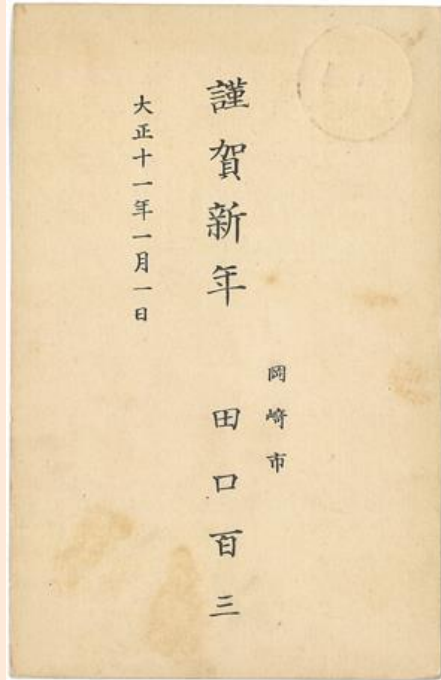 岡崎市
謹賀新年　田口百三
大正十一年一月一日